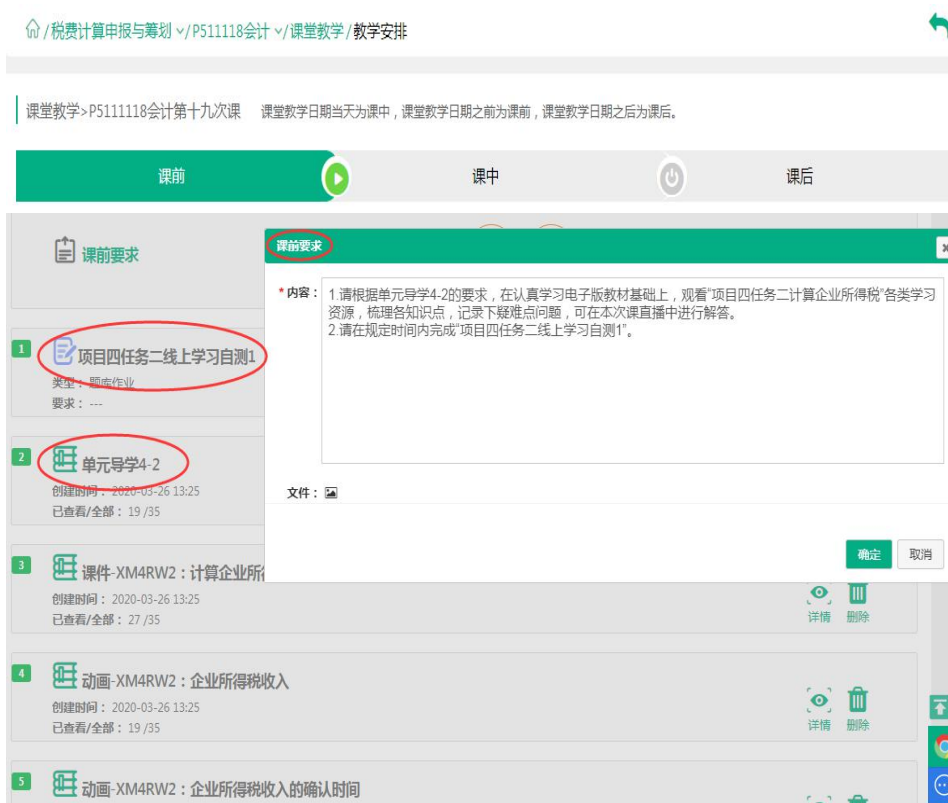 /税费计算申报与筹划 /P511118会计 /课堂教学/教学安排
课堂教学>P5111118会计第十九次课 课堂教学日期当天为课中，课堂教学日期之前为课前，课堂教学日期之后为课后。
课前 课中 课后
课前要求
课前要求
*内容：
1.请根据单元导学4-2的要求，在认真学习电子版教材基础上，观看“项目四任务二计算企业所得税”各类学习
资源，梳理各知识点，记录下疑难点问题，可在本次课直播中进行解答。
2.请在规定时间内完成“项目四任务二线上学习自测1”。
文件：
确定 取消
1 项目四任务二线上学习自测1
类型：题库作业
要求：---
2 单元导学4-2
创建时间：2020-03-26 13:25
已查看/全部：19 /35
3 课件-XM4RW2：计算企业所
创建时间：2020-03-26 13:25
已查看/全部：27 /35
详情 删除
4 动画-XM4RW2：企业所得税收入
创建时间：2020-03-26 13:25
已查看/全部：19 /35
详情 删除
5 动画-XM4RW2：企业所得税收入的确认时间